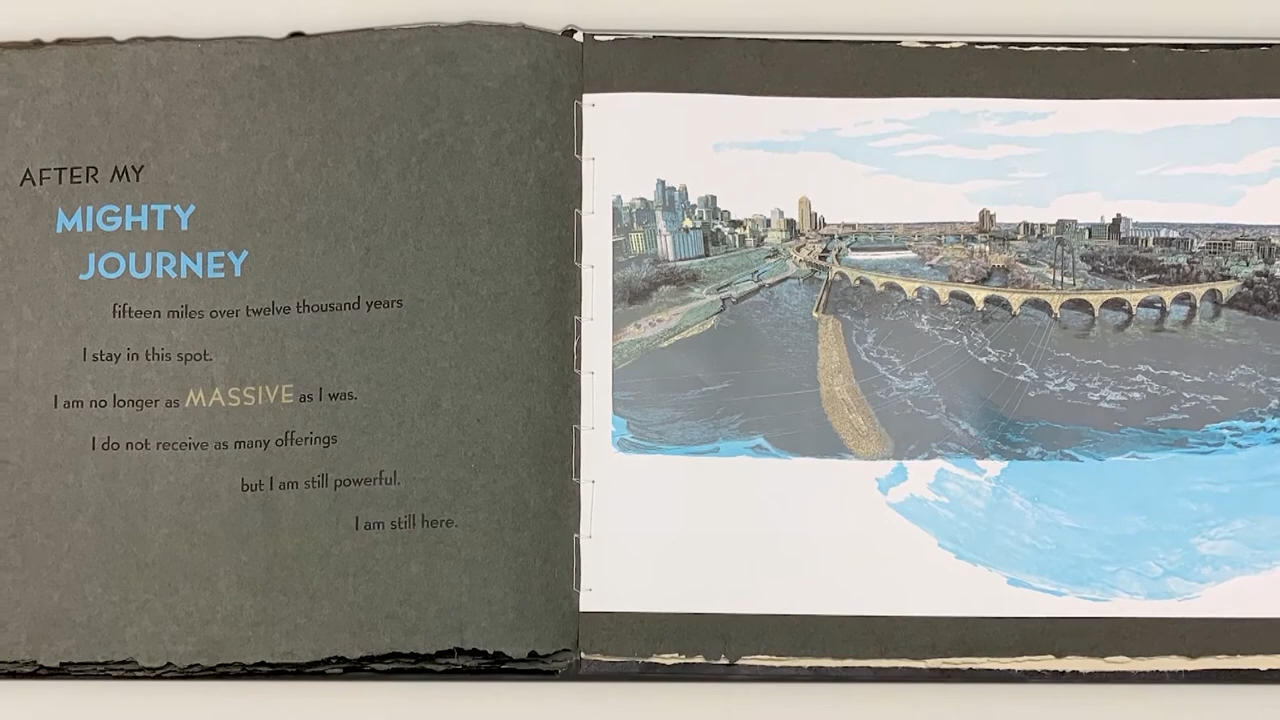 AFTER MY
MIGHTY
JOURNEY
fifteen miles over twelve thousand years
I stay in this spot.
I am no longer as MASSIVE as I was.
I do not receive as many offerings
but I am still powerful.
I am still here.